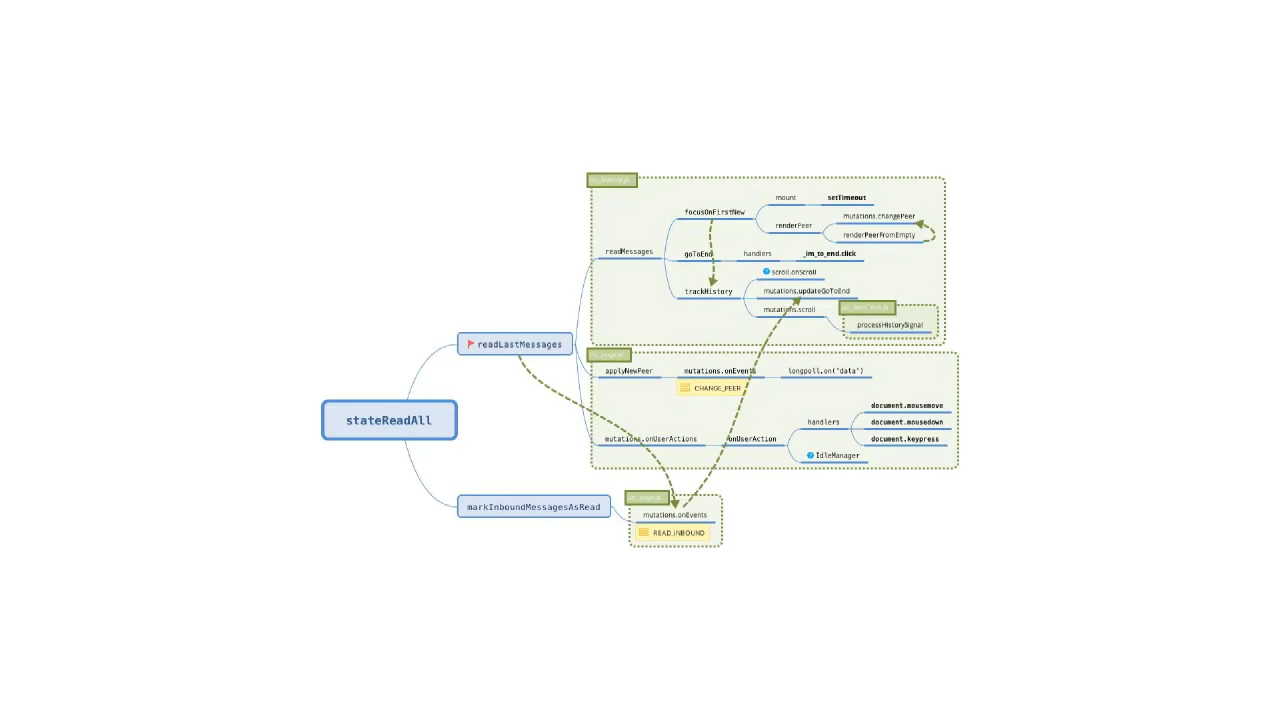 mount
setTimeout
focusOnFirstNew
mutations.changePeer
renderPeer
renderPeerFromEmpty
readMessages
goToEnd
handlers
_im_to_end.click
scroll.onScroll
trackHistory
mutations.updateGoToEnd
mutations.scroll
processHistorySignal
readLastMessages
applyNewPeer
mutations.onEvents
longpoll.on("data")
CHANGE_PEER
document.mousemove
stateReadAll
handlers
document.mousedown
mutations.onUserActions
onUserAction
document.keypress
IdleManager
markInboundMessagesAsRead
mutations.onEvents
READ_INBOUND